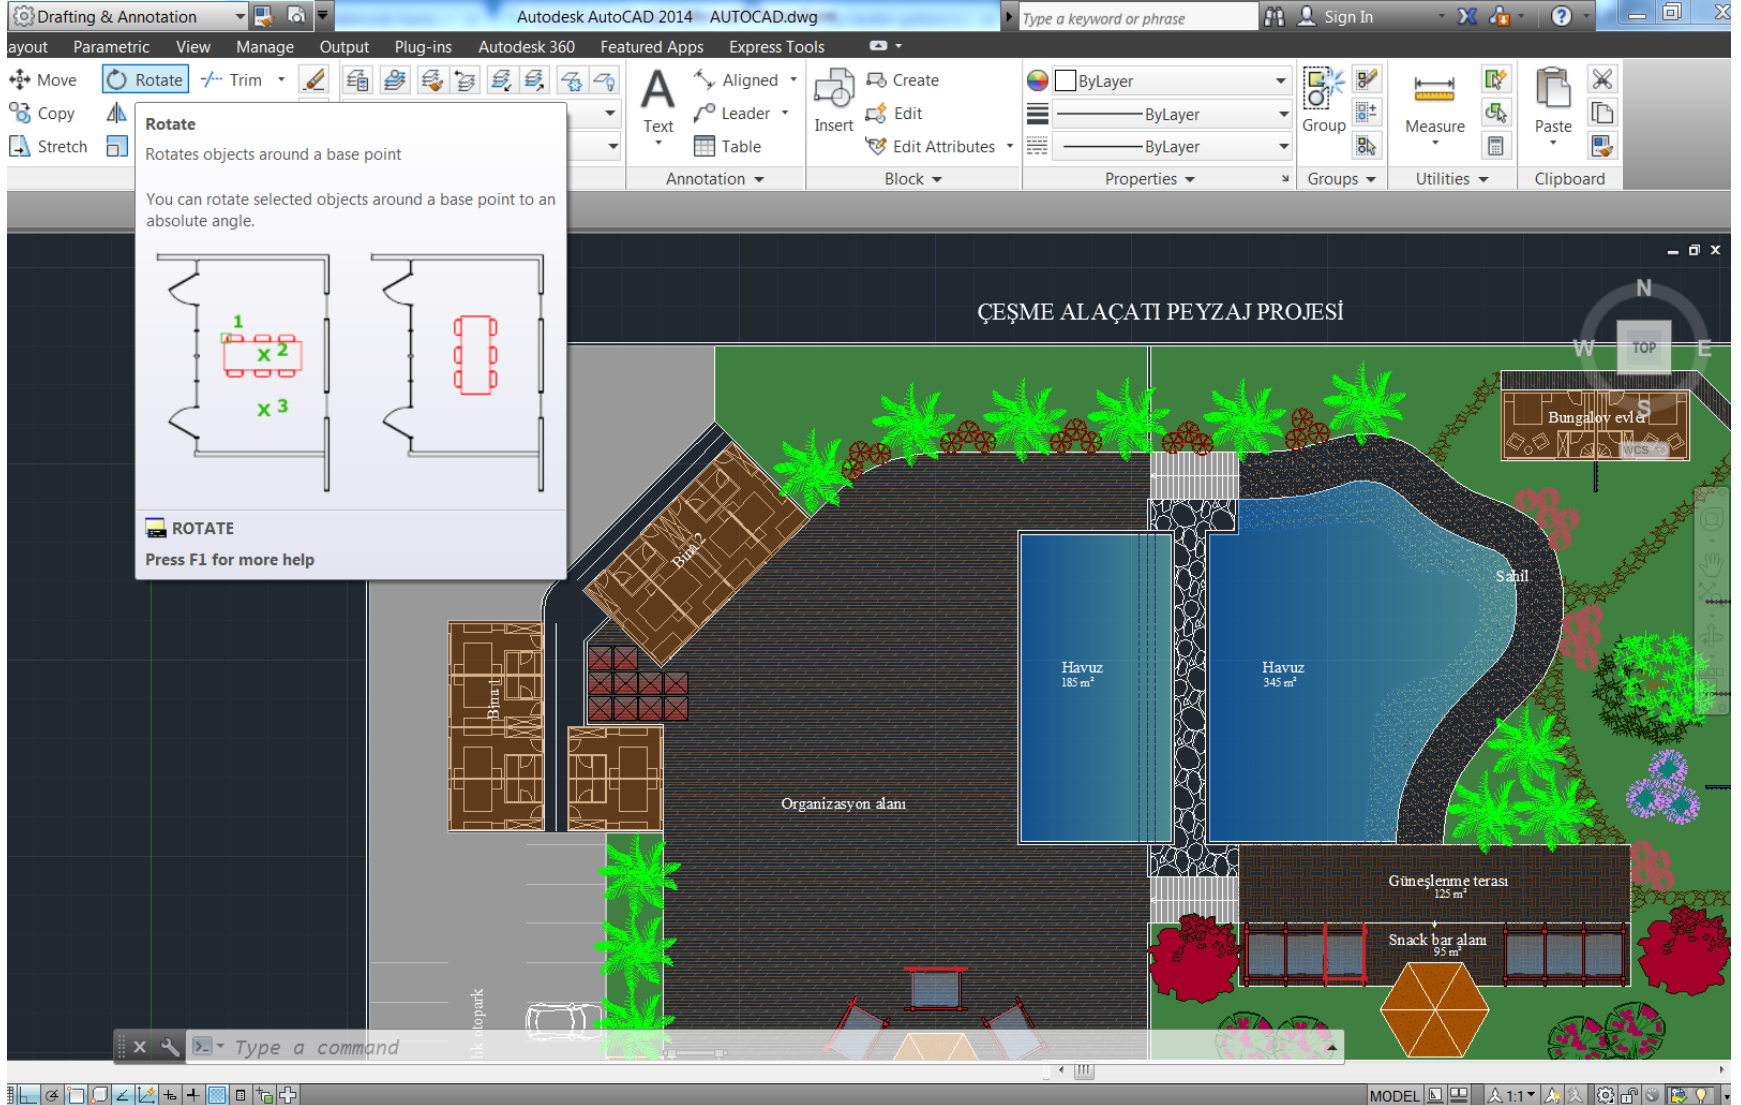 Drafting & Annotation
Autodesk AutoCAD 2014 AUTOCAD.dwg
Type a keyword or phrase
Sign In
?
ayout Parametric View Manage Output Plug-ins Autodesk 360 Featured Apps Express Tools
Move Rotate Trim
Copy
Stretch
A
Text
Aligned
Leader
Table
Insert
Create
Edit
Edit Attributes
ByLayer
ByLayer
ByLayer
Group
Measure
Paste
Annotation Block Properties Groups Utilities Clipboard
Rotate
Rotates objects around a base point
You can rotate selected objects around a base point to an
absolute angle.
1
X 2
X 3
ROTATE
Press F1 for more help
ÇEŞME ALAÇATI PEYZAJ PROJESİ
N
W TOP E
S
WCS
Bungalov evler
Bina 2
Sahil
Bina 1
Havuz
185 m²
Havuz
345 m²
Organizasyon alanı
Güneşlenme terası
125 m²
Snack bar alanı
95 m²
otopark
Type a command
MODEL 1:1